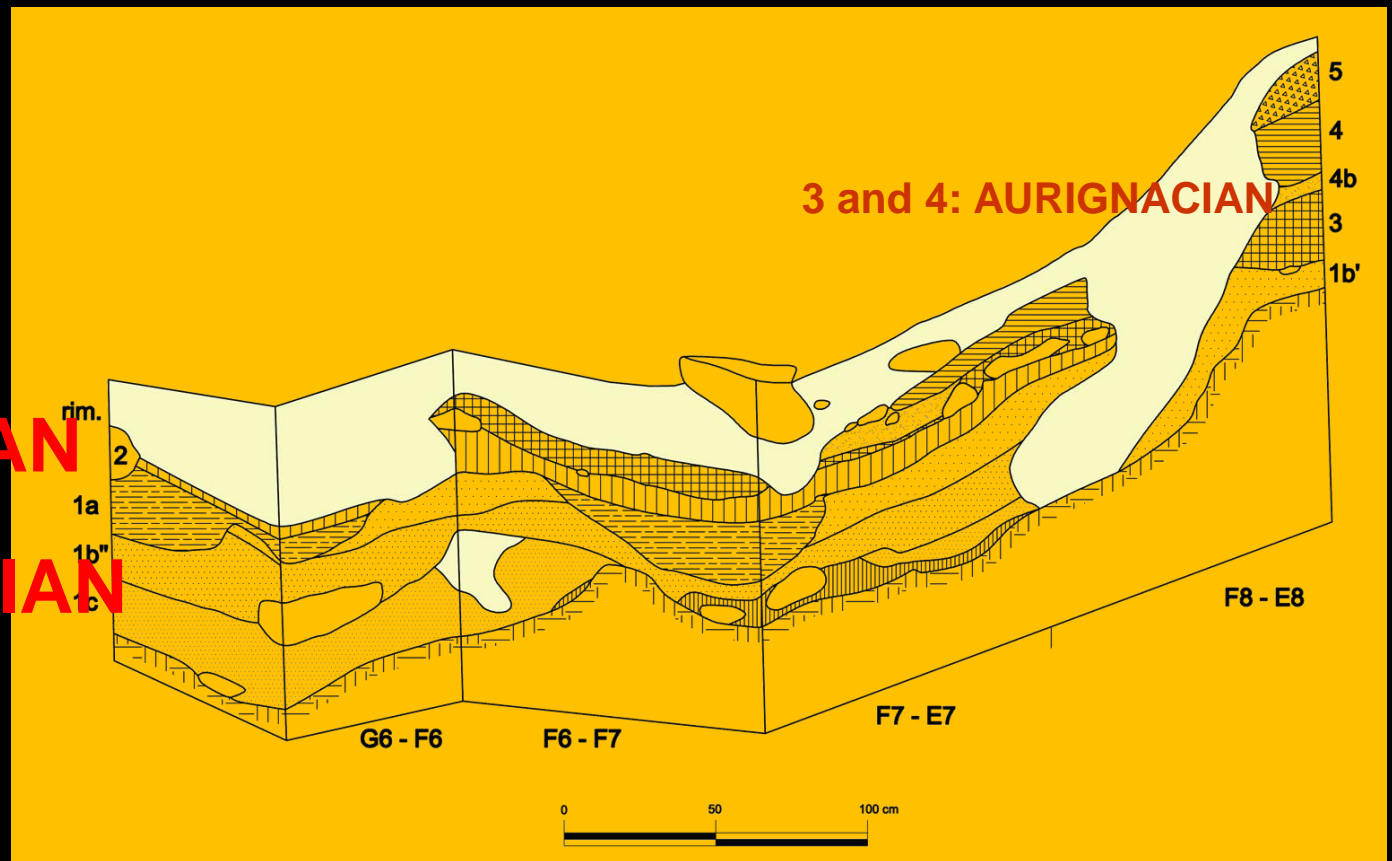 5
4
3 and 4: AURIGNACIAN
4b
3
1b'
rim.
AN
2
1a
1b"
IAN
1c
F8 - E8
F7 - E7
G6 - F6
F6 - F7
0 50 100 cm